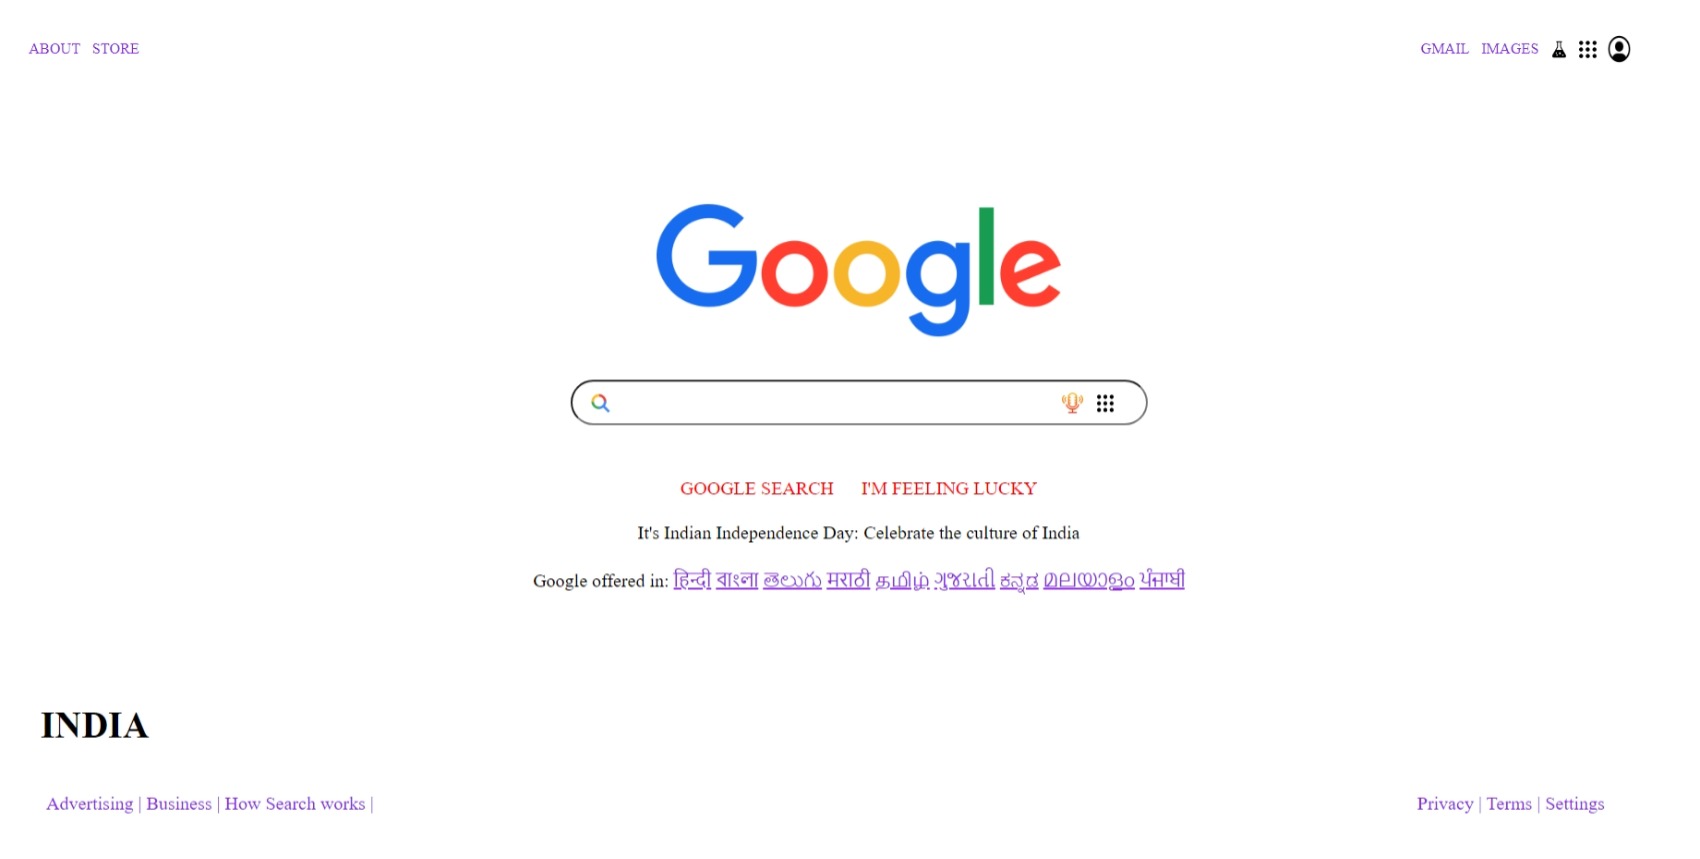 ABOUT STORE GMAIL IMAGES
Google
GOOGLE SEARCH I'M FEELING LUCKY
It's Indian Independence Day: Celebrate the culture of India
Google offered in: हिन्दी বাংলা తెలుగు मराठी தமிழ் ગુજરાતી ಕನ್ನಡ മലയാളം ਪੰਜਾਬੀ
INDIA
Advertising | Business | How Search works | Privacy | Terms | Settings